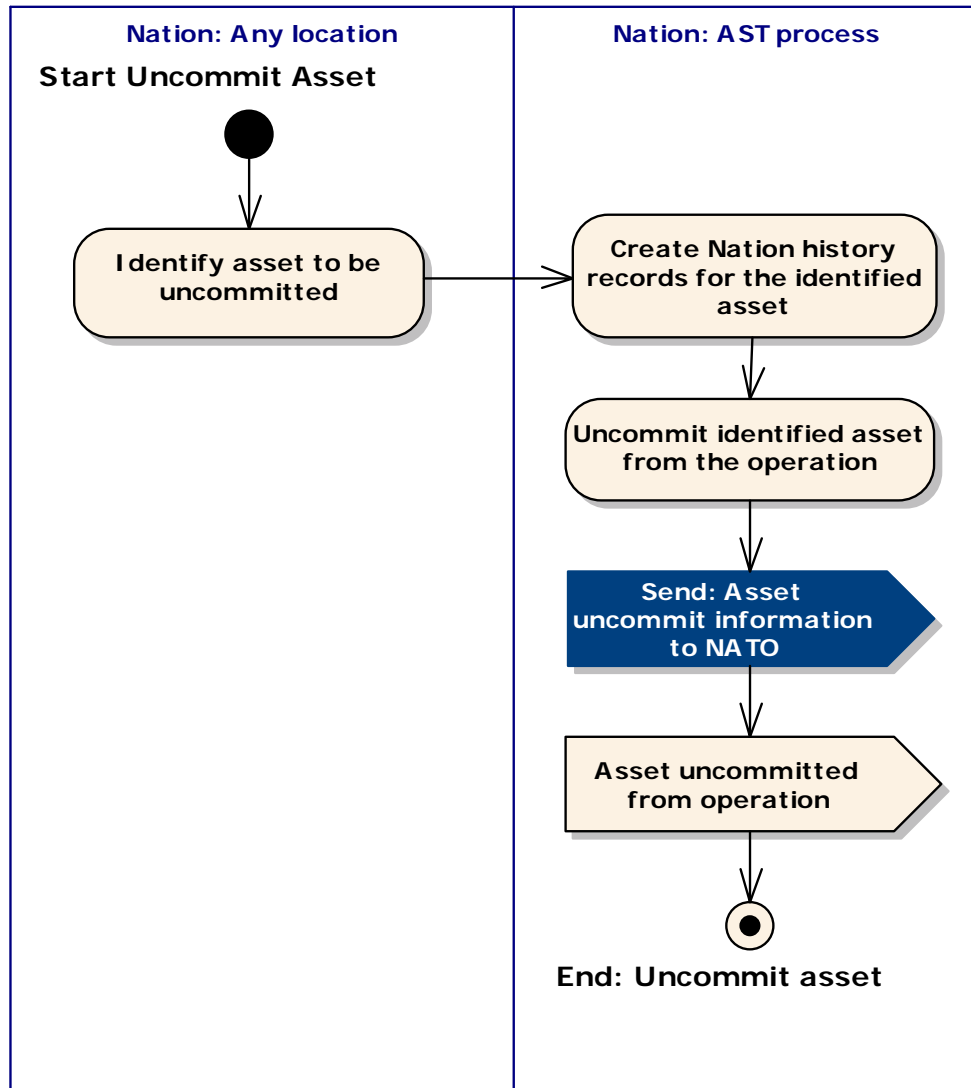 Nation: Any location
Nation: AST process
Start Uncommit Asset
Identify asset to be
uncommitted
Create Nation history
records for the identified
asset
Uncommit identified asset
from the operation
Send: Asset
uncommit information
to NATO
Asset uncommitted
from operation
End: Uncommit asset